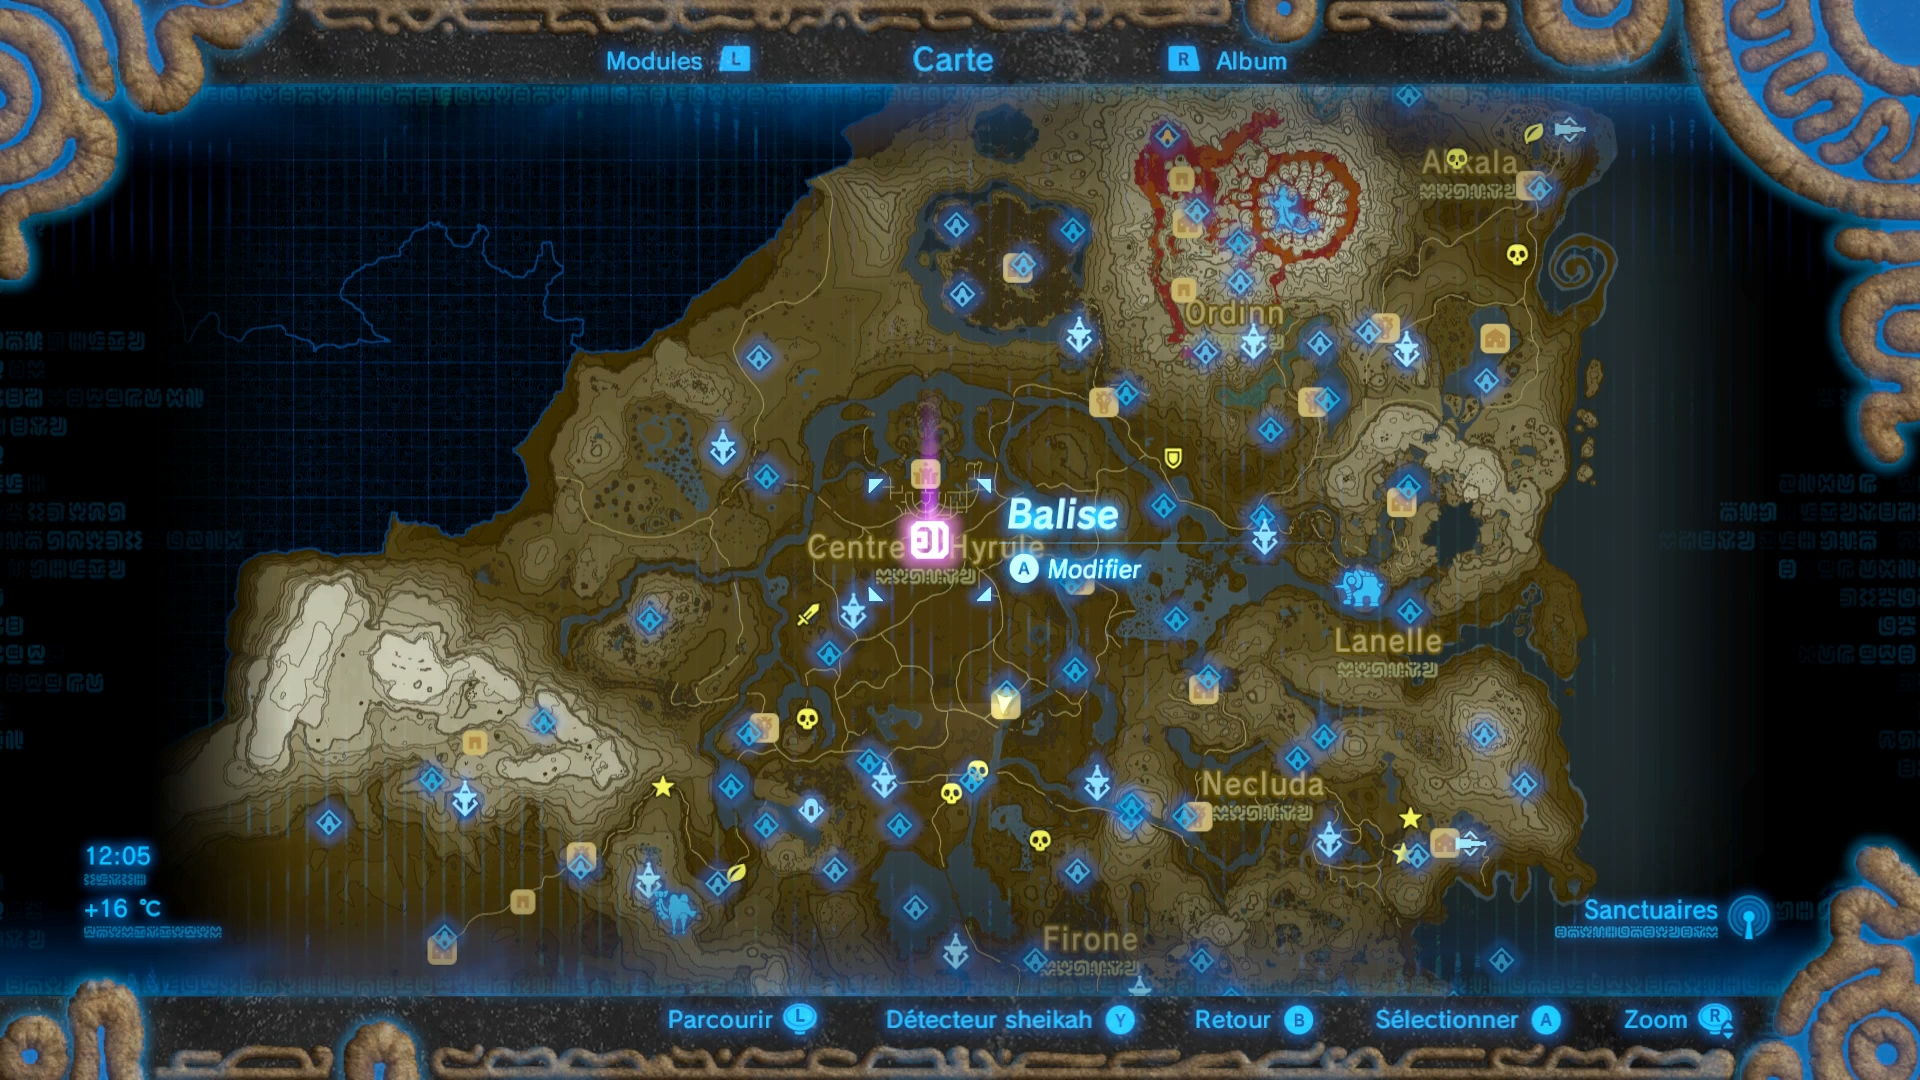 Modules L
Carte
R Album
Akkala
Ordinn
Balise
Centre Hyrule
A Modifier
Lanelle
Necluda
12:05
+16 °C
Sanctuaires
Firone
Parcourir L
Détecteur sheikah Y
Retour B
Sélectionner A
Zoom R